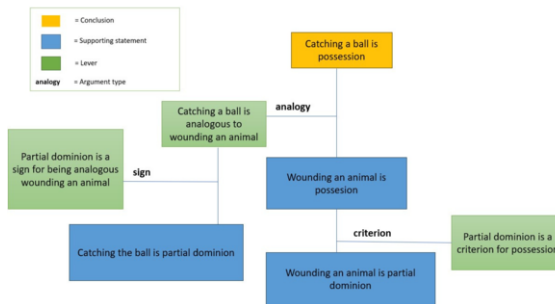 = Conclusion
= Supporting statement
= Lever
analogy = Argument type
Catching a ball is
possession
analogy
Catching a ball is
analogous to
wounding an animal
Partial dominion is a
sign for being analogous
wounding an animal
sign
Wounding an animal is
possesion
Catching the ball is partial dominion
criterion
Partial dominion is a
criterion for possession
Wounding an animal is partial
dominion